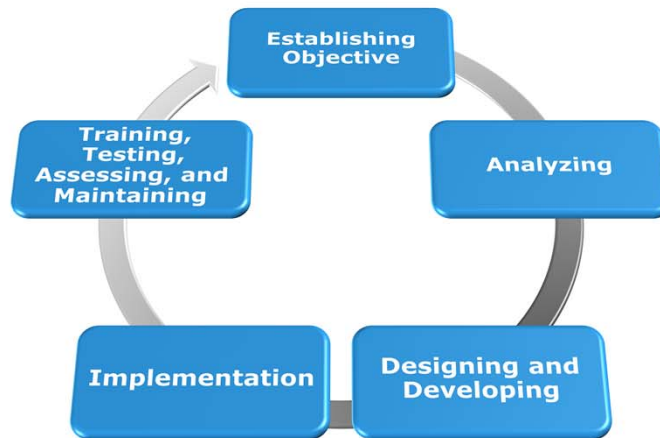 Establishing
Objective
Analyzing
Designing and
Developing
Implementation
Training,
Testing,
Assessing, and
Maintaining